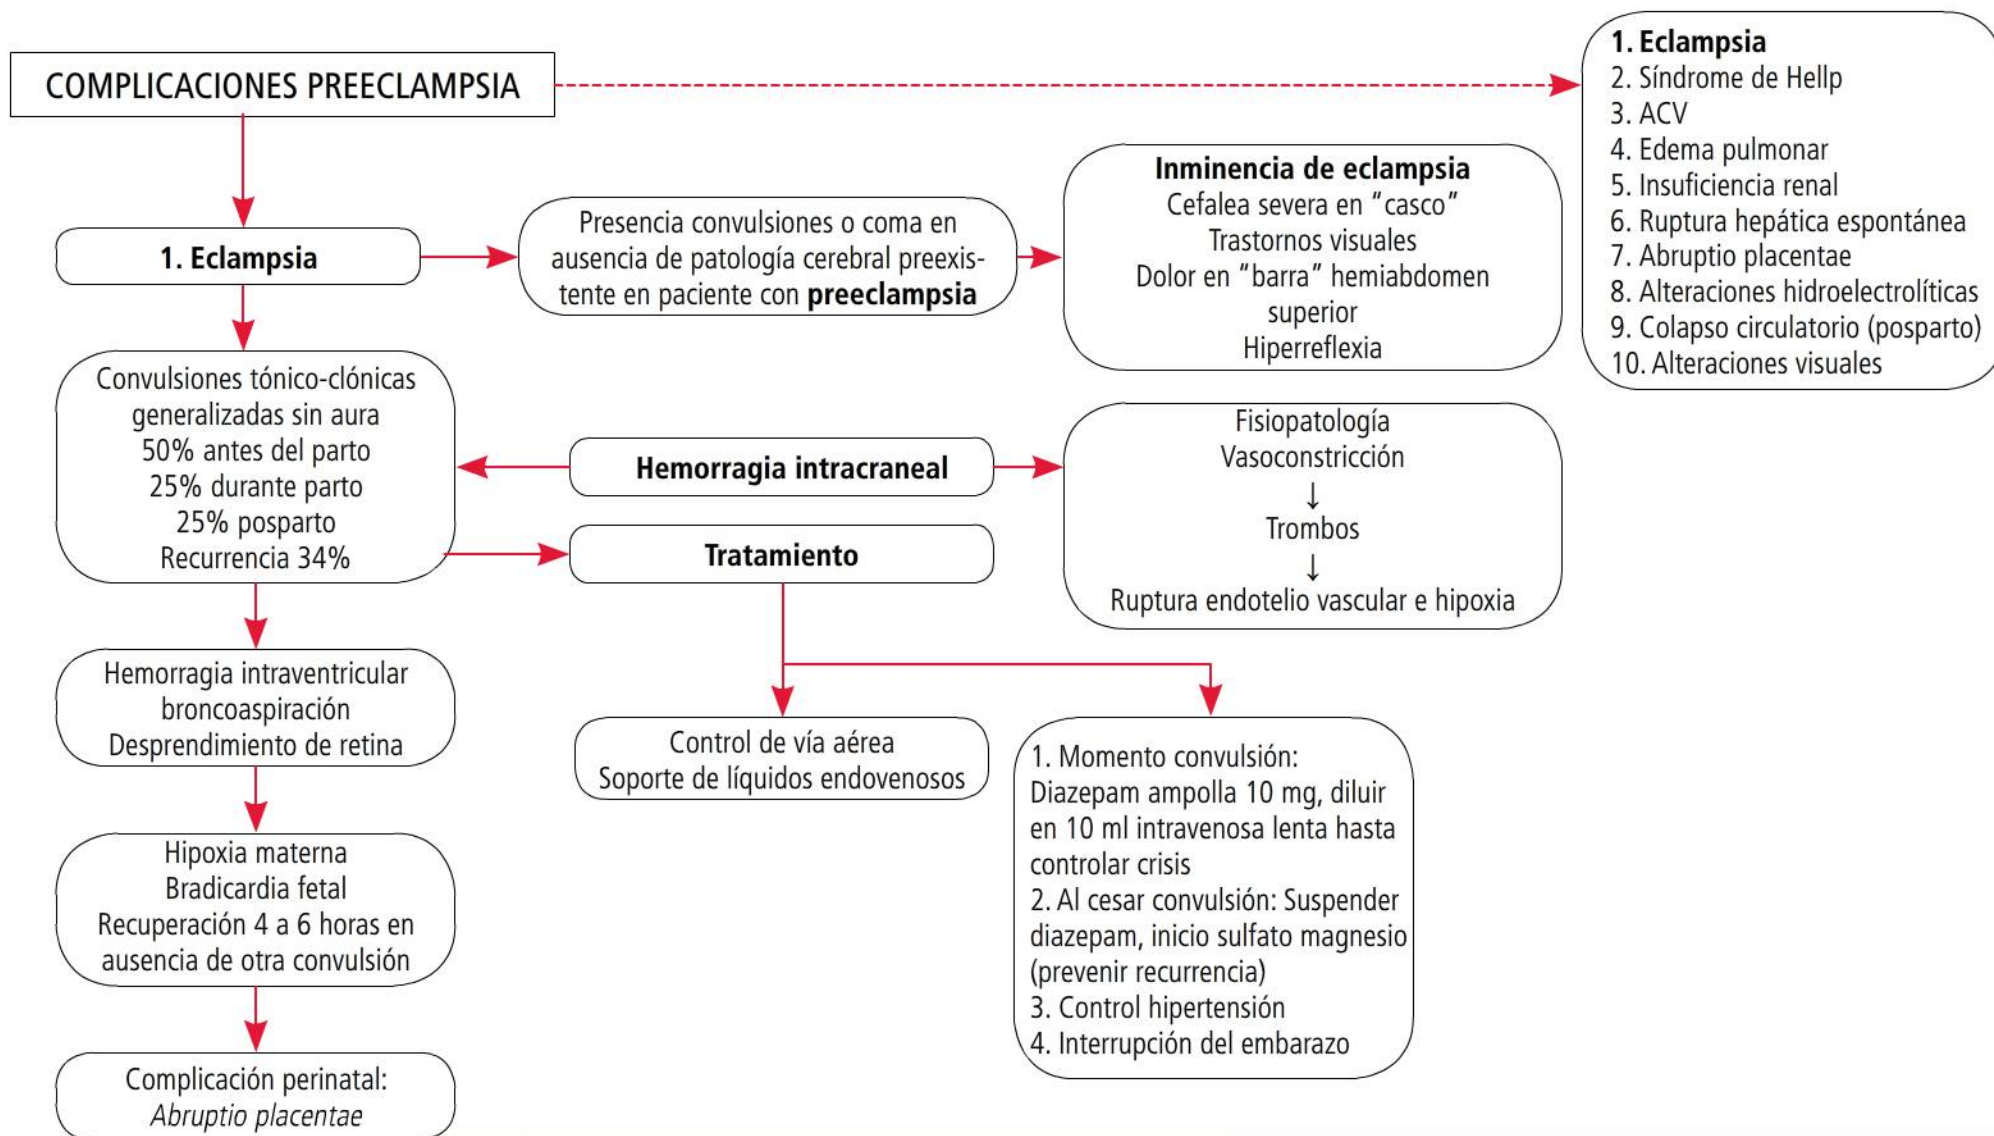 COMPLICACIONES PREECLAMPSIA
1. Eclampsia
2. Síndrome de Hellp
3. ACV
4. Edema pulmonar
5. Insuficiencia renal
6. Ruptura hepática espontánea
7. Abruptio placentae
8. Alteraciones hidroelectrolíticas
9. Colapso circulatorio (posparto)
10. Alteraciones visuales
1. Eclampsia
Presencia convulsiones o coma en
ausencia de patología cerebral preexis-
tente en paciente con preeclampsia
Inminencia de eclampsia
Cefalea severa en “casco”
Trastornos visuales
Dolor en “barra” hemiabdomen
superior
Hiperreflexia
Convulsiones tónico-clónicas
generalizadas sin aura
50% antes del parto
25% durante parto
25% posparto
Recurrencia 34%
Hemorragia intracraneal
Fisiopatología
Vasoconstricción
↓
Trombos
↓
Ruptura endotelio vascular e hipoxia
Tratamiento
Hemorragia intraventricular
broncoaspiración
Desprendimiento de retina
Control de vía aérea
Soporte de líquidos endovenosos
1. Momento convulsión:
Diazepam ampolla 10 mg, diluir
en 10 ml intravenosa lenta hasta
controlar crisis
2. Al cesar convulsión: Suspender
diazepam, inicio sulfato magnesio
(prevenir recurrencia)
3. Control hipertensión
4. Interrupción del embarazo
Hipoxia materna
Bradicardia fetal
Recuperación 4 a 6 horas en
ausencia de otra convulsión
Complicación perinatal:
Abruptio placentae